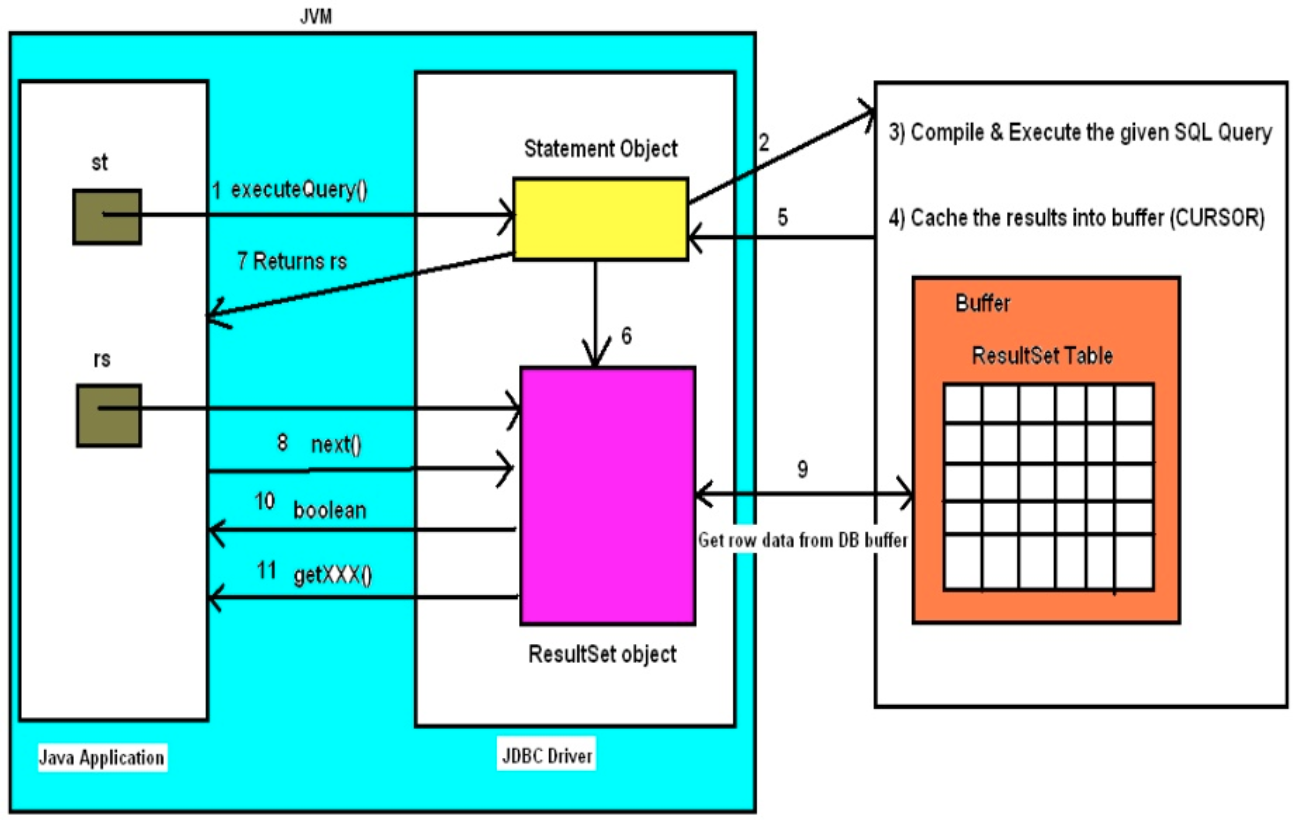 JVM
st
1 executeQuery()
Statement Object
2
3) Compile & Execute the given SQL Query
5
4) Cache the results into buffer (CURSOR)
7 Returns rs
6
Buffer
ResultSet Table
rs
8 next()
9
10 boolean
Get row data from DB buffer
11 getXXX()
ResultSet object
Java Application
JDBC Driver